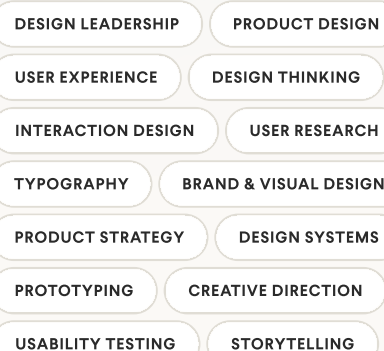 DESIGN LEADERSHIP PRODUCT DESIGN
USER EXPERIENCE DESIGN THINKING
INTERACTION DESIGN USER RESEARCH
TYPOGRAPHY BRAND & VISUAL DESIGN
PRODUCT STRATEGY DESIGN SYSTEMS
PROTOTYPING CREATIVE DIRECTION
USABILITY TESTING STORYTELLING